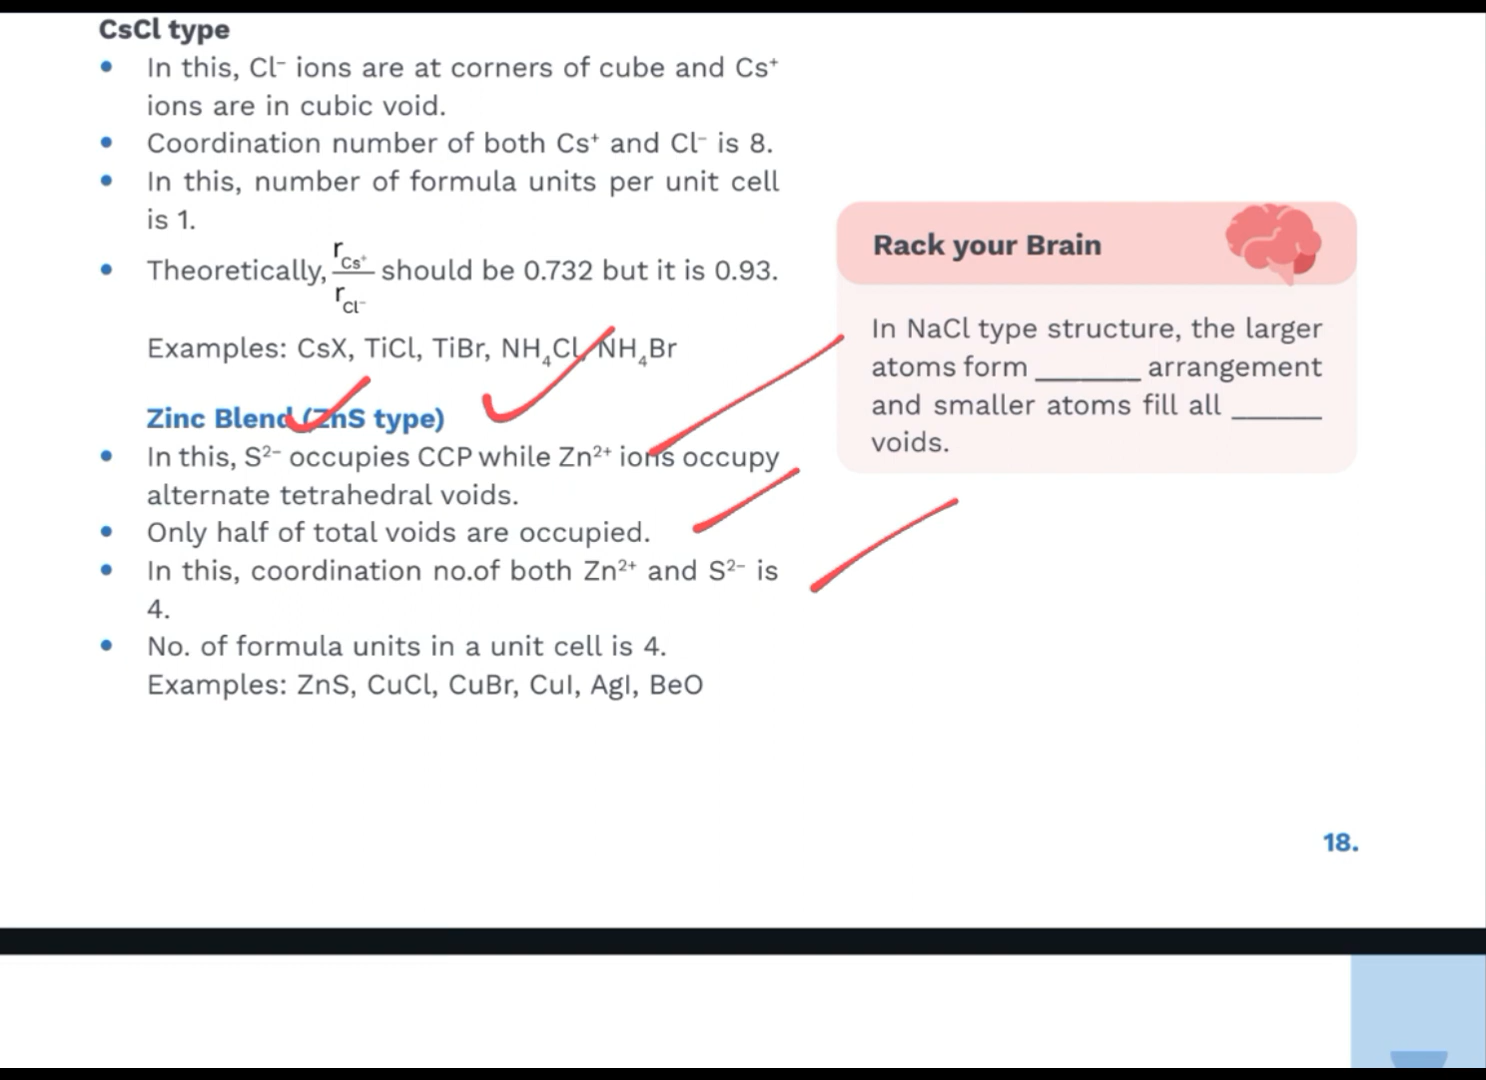 CsCl type
• In this, Cl⁻ ions are at corners of cube and Cs⁺
ions are in cubic void.
• Coordination number of both Cs⁺ and Cl⁻ is 8.
• In this, number of formula units per unit cell
is 1.
• Theoretically, r_Cs⁺/r_Cl⁻ should be 0.732 but it is 0.93.
Examples: CsX, TiCl, TiBr, NH₄Cl, NH₄Br
Zinc Blend (ZnS type)
• In this, S²⁻ occupies CCP while Zn²⁺ ions occupy
alternate tetrahedral voids.
• Only half of total voids are occupied.
• In this, coordination no.of both Zn²⁺ and S²⁻ is
4.
• No. of formula units in a unit cell is 4.
Examples: ZnS, CuCl, CuBr, CuI, AgI, BeO
Rack your Brain
In NaCl type structure, the larger
atoms form _______ arrangement
and smaller atoms fill all ______
voids.
18.